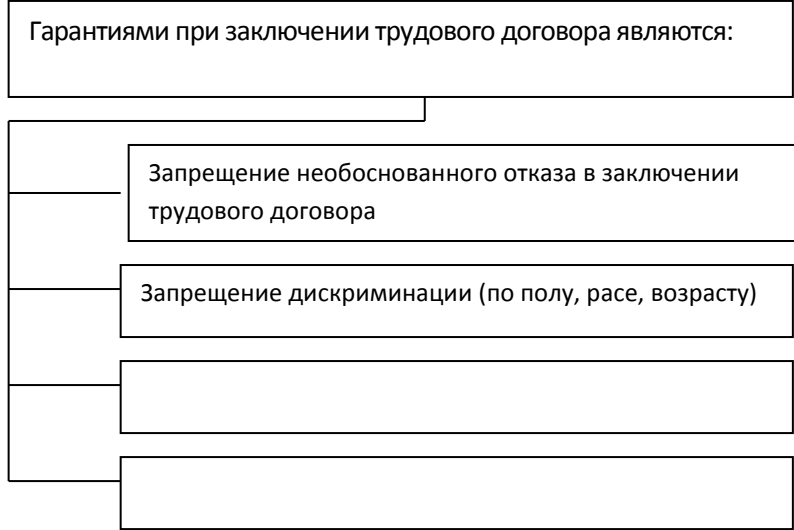 Гарантиями при заключении трудового договора являются:
Запрещение необоснованного отказа в заключении
трудового договора
Запрещение дискриминации (по полу, расе, возрасту)